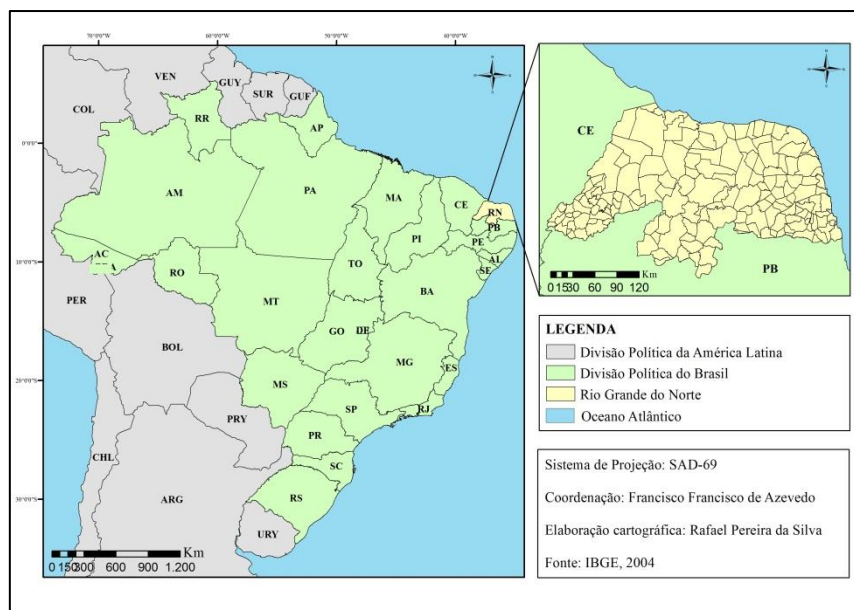 70°0'0"W
60°0'0"W
50°0'0"W
40°0'0"W
VEN
GUY
SUR
GUF
COL
RR
AP
0°0'0"
AM
PA
MA
CE
RN
PB
PI
PE
AL
SE
AC
TO
10°0'0"S
RO
BA
PER
MT
GO
DF
BOL
MG
ES
MS
20°0'0"S
SP
RJ
PRY
PR
CHL
SC
ARG
RS
30°0'0"S
URY
Km
0 150 300 600 900 1.200
CE
Km
0 15 30 60 90 120
PB
LEGENDA
Divisão Política da América Latina
Divisão Política do Brasil
Rio Grande do Norte
Oceano Atlântico
Sistema de Projeção: SAD-69
Coordenação: Francisco Francisco de Azevedo
Elaboração cartográfica: Rafael Pereira da Silva
Fonte: IBGE, 2004